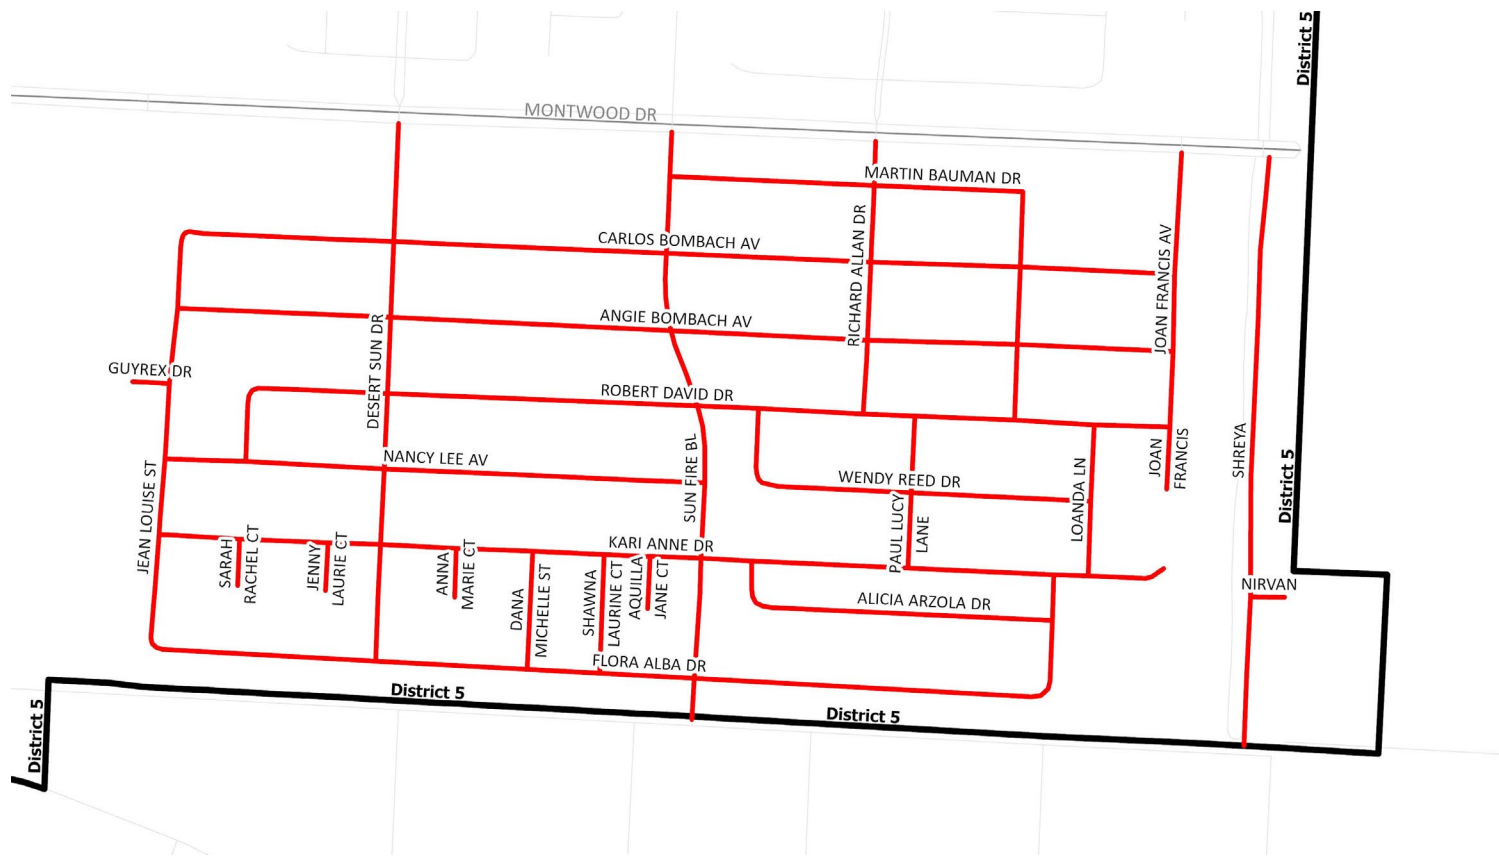 District 5
MONTWOOD DR
MARTIN BAUMAN DR
CARLOS BOMBACH AV
RICHARD ALLAN DR
JOAN FRANCIS AV
ANGIE BOMBACH AV
DESERT SUN DR
GUYREX DR
ROBERT DAVID DR
JOAN
FRANCIS
SHREYA
District 5
NANCY LEE AV
SUN FIRE BL
WENDY REED DR
LOANDA LN
PAUL LUCY
LANE
JEAN LOUISE ST
KARI ANNE DR
SARAH
RACHEL CT
JENNY
LAURIE CT
ANNA
MARIE CT
DANA
MICHELLE ST
SHAWNA
LAURINE CT
AQUILLA
JANE CT
ALICIA ARZOLA DR
NIRVAN
FLORA ALBA DR
District 5
District 5
District 5